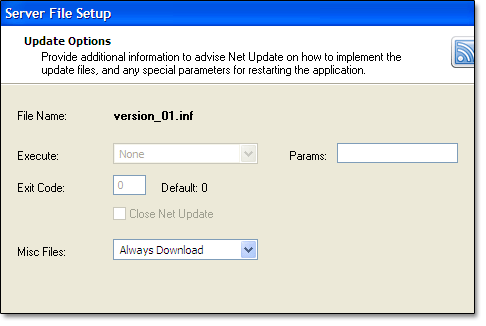 Server File Setup
Update Options
Provide additional information to advise Net Update on how to implement the
update files, and any special parameters for restarting the application.
File Name: version_01.inf
Execute: None Params:
Exit Code: 0 Default: 0
Close Net Update
Misc Files: Always Download